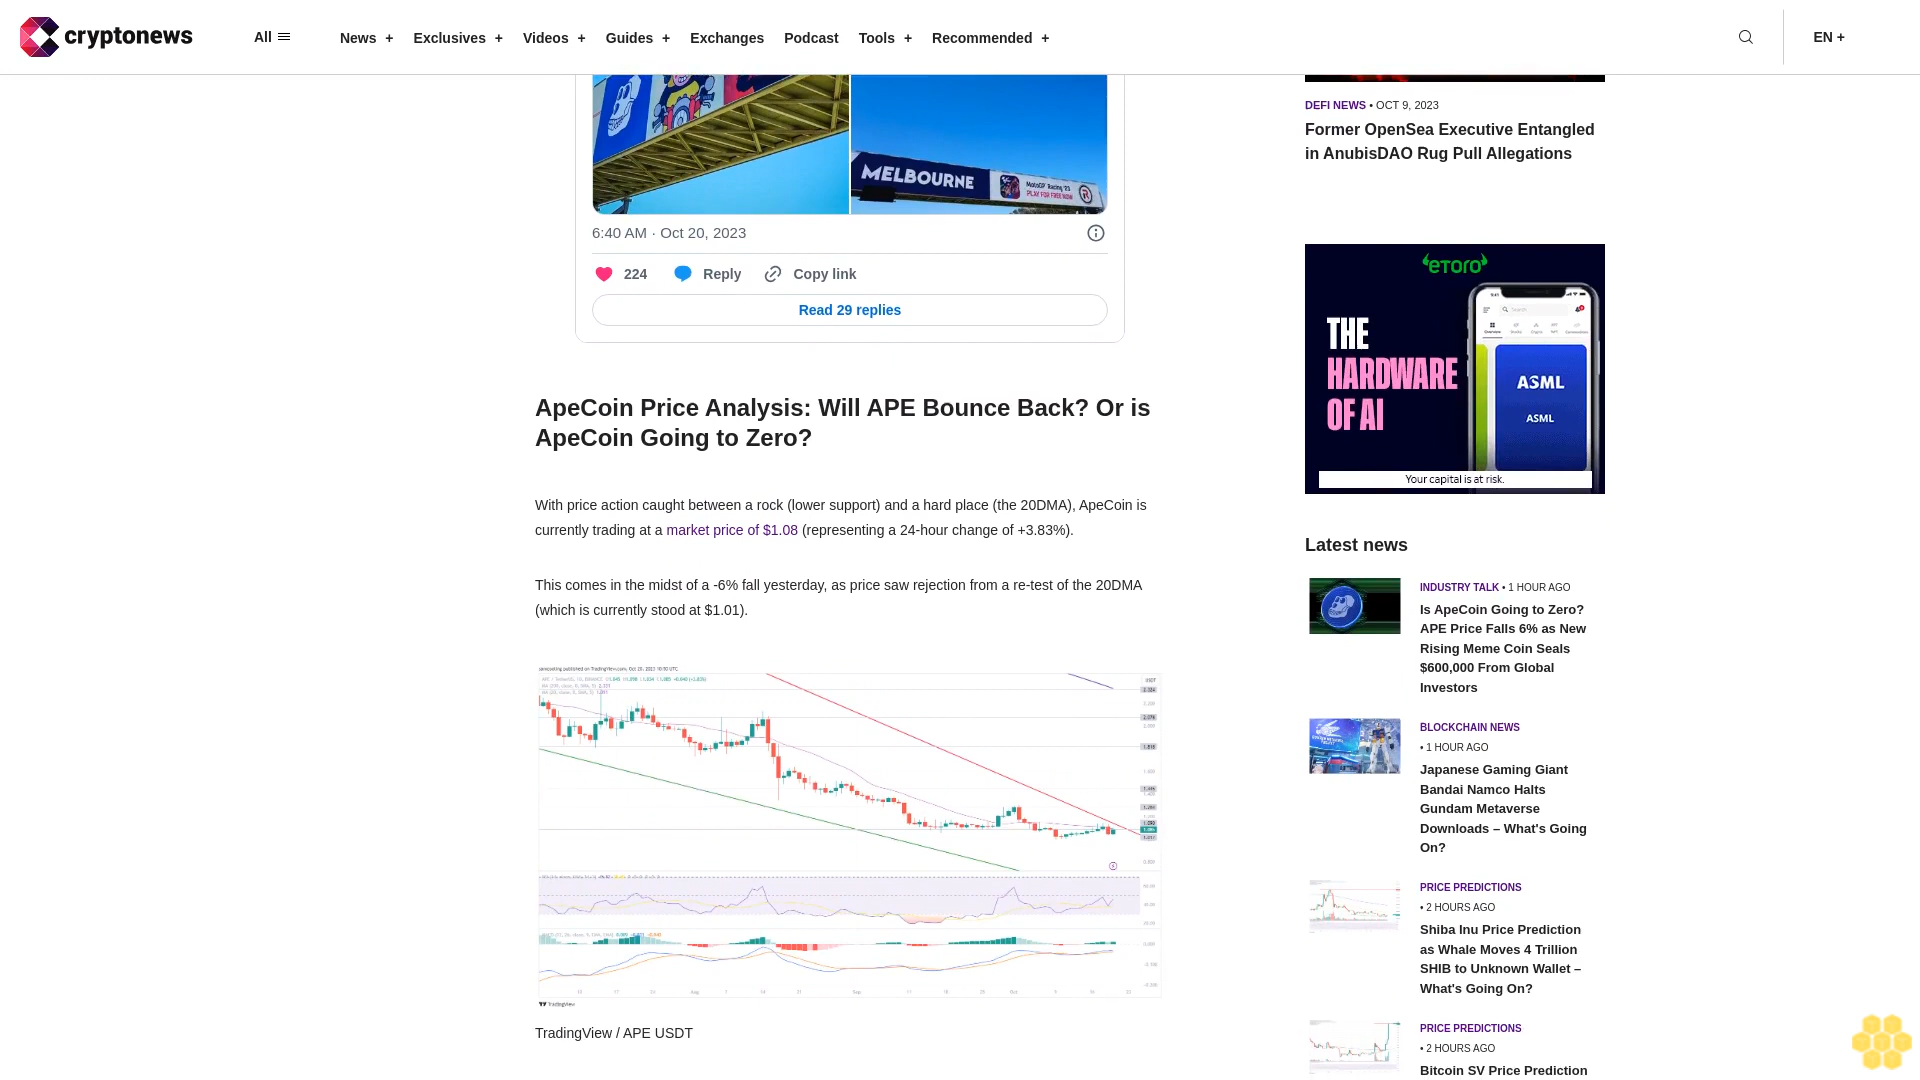 cryptonews
All
News +
Exclusives +
Videos +
Guides +
Exchanges
Podcast
Tools +
Recommended +
EN +
MELBOURNE
MotoGP Racing '23
PLAY FOR FREE NOW
6:40 AM · Oct 20, 2023
224
Reply
Copy link
Read 29 replies
ApeCoin Price Analysis: Will APE Bounce Back? Or is
ApeCoin Going to Zero?
With price action caught between a rock (lower support) and a hard place (the 20DMA), ApeCoin is
currently trading at a market price of $1.08 (representing a 24-hour change of +3.83%).
This comes in the midst of a -6% fall yesterday, as price saw rejection from a re-test of the 20DMA
(which is currently stood at $1.01).
TradingView
TradingView / APE USDT
DEFI NEWS • OCT 9, 2023
Former OpenSea Executive Entangled
in AnubisDAO Rug Pull Allegations
eToro
THE
HARDWARE
OF AI
Search
ASML
ASML
Your capital is at risk.
Latest news
INDUSTRY TALK • 1 HOUR AGO
Is ApeCoin Going to Zero?
APE Price Falls 6% as New
Rising Meme Coin Seals
$600,000 From Global
Investors
BLOCKCHAIN NEWS
• 1 HOUR AGO
Japanese Gaming Giant
Bandai Namco Halts
Gundam Metaverse
Downloads – What's Going
On?
PRICE PREDICTIONS
• 2 HOURS AGO
Shiba Inu Price Prediction
as Whale Moves 4 Trillion
SHIB to Unknown Wallet –
What's Going On?
PRICE PREDICTIONS
• 2 HOURS AGO
Bitcoin SV Price Prediction